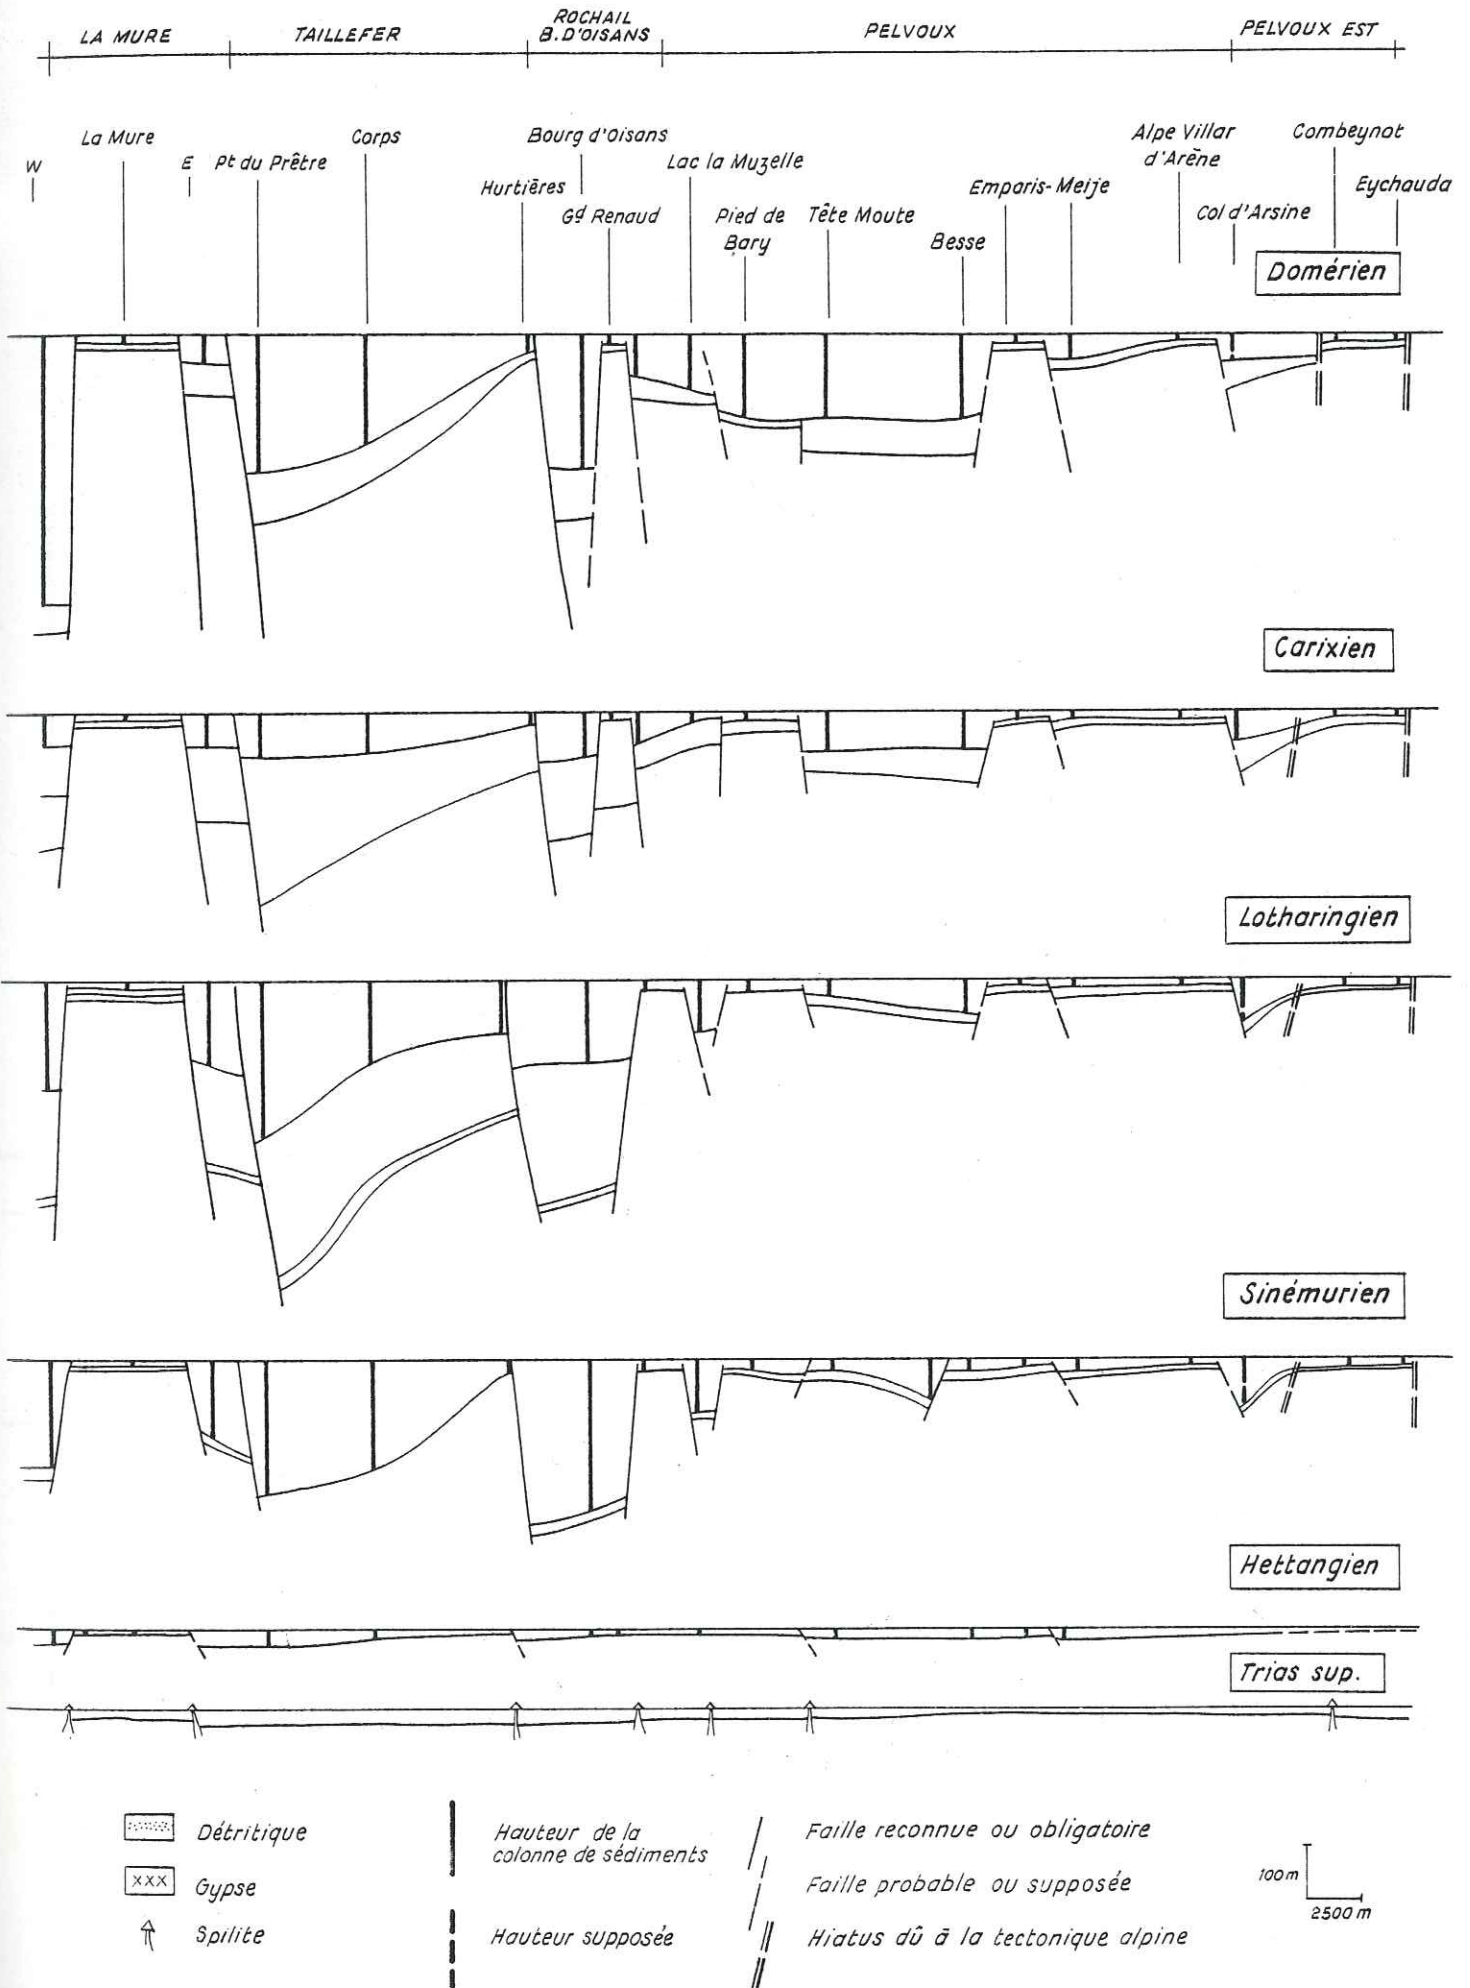 LA MURE
TAILLEFER
ROCHAIL
B. D'OISANS
PELVOUX
PELVOUX EST
W
La Mure
E
Pt du Prêtre
Corps
Hurtières
Bourg d'Oisans
Gd Renaud
Lac la Muzelle
Pied de
Bary
Tête Moute
Besse
Emparis-Meije
Alpe Villar
d'Arêne
Col d'Arsine
Combeynot
Eychauda
Domérien
Carixien
Lotharingien
Sinémurien
Hettangien
Trias sup.
Détritique
XXX Gypse
Spilite
Hauteur de la
colonne de sédiments
Hauteur supposée
Faille reconnue ou obligatoire
Faille probable ou supposée
Hiatus dû à la tectonique alpine
100 m
2500 m